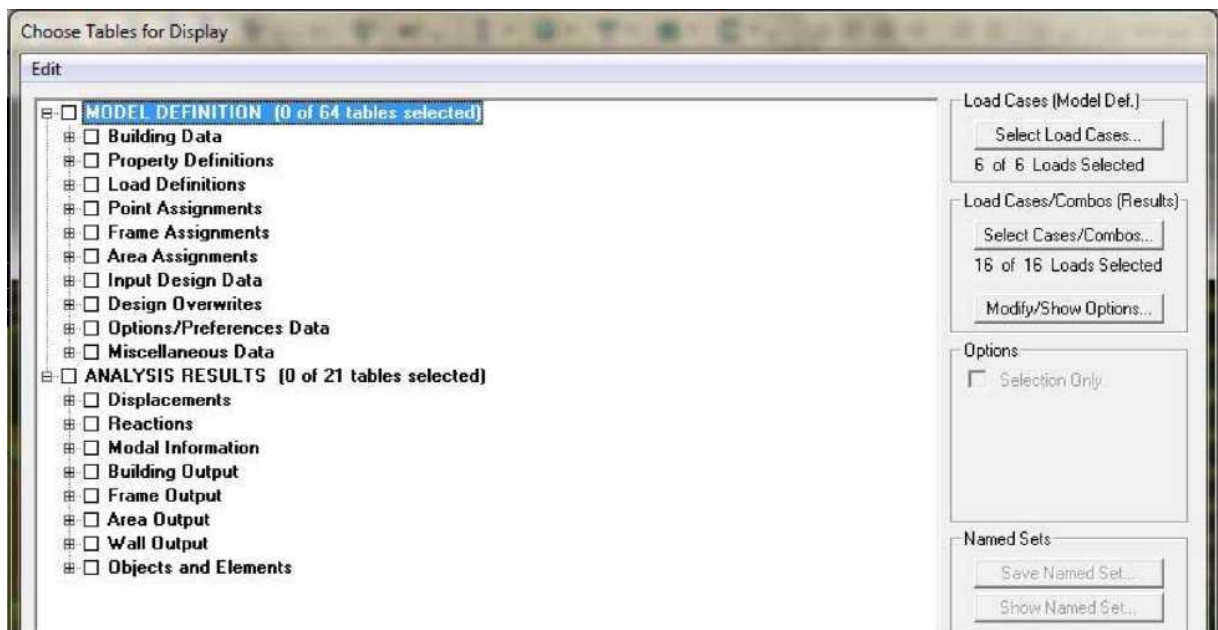 Choose Tables for Display
Edit
MODEL DEFINITION (0 of 64 tables selected)
Building Data
Property Definitions
Load Definitions
Point Assignments
Frame Assignments
Area Assignments
Input Design Data
Design Overwrites
Options/Preferences Data
Miscellaneous Data
ANALYSIS RESULTS (0 of 21 tables selected)
Displacements
Reactions
Modal Information
Building Output
Frame Output
Area Output
Wall Output
Objects and Elements
Load Cases (Model Def.)
Select Load Cases...
6 of 6 Loads Selected
Load Cases/Combos (Results)
Select Cases/Combos...
16 of 16 Loads Selected
Modify/Show Options...
Options
Selection Only
Named Sets
Save Named Set...
Show Named Set...